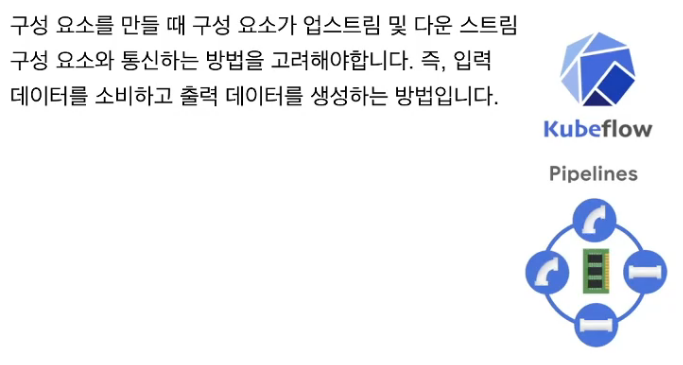 구성 요소를 만들 때 구성 요소가 업스트림 및 다운 스트림
구성 요소와 통신하는 방법을 고려해야합니다. 즉, 입력
데이터를 소비하고 출력 데이터를 생성하는 방법입니다.
Kubeflow
Pipelines